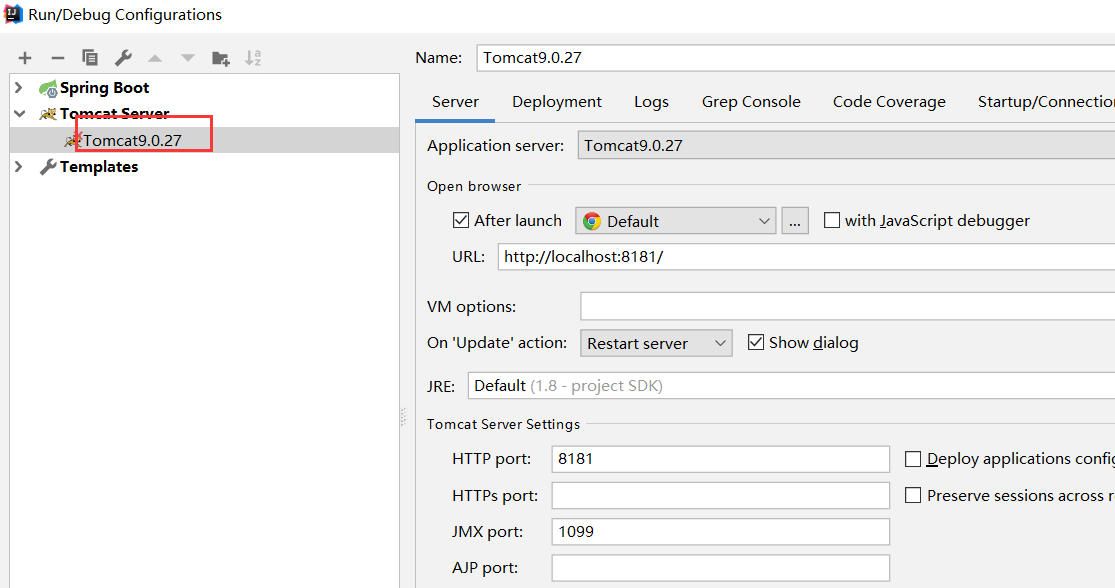 Run/Debug Configurations
Name: Tomcat9.0.27
Spring Boot
Tomcat Server
Tomcat9.0.27
Templates
Server Deployment Logs Grep Console Code Coverage Startup/Connection
Application server: Tomcat9.0.27
Open browser
After launch Default ... with JavaScript debugger
URL: http://localhost:8181/
VM options:
On 'Update' action: Restart server Show dialog
JRE: Default (1.8 - project SDK)
Tomcat Server Settings
HTTP port: 8181 Deploy applications config
HTTPs port: Preserve sessions across r
JMX port: 1099
AJP port: